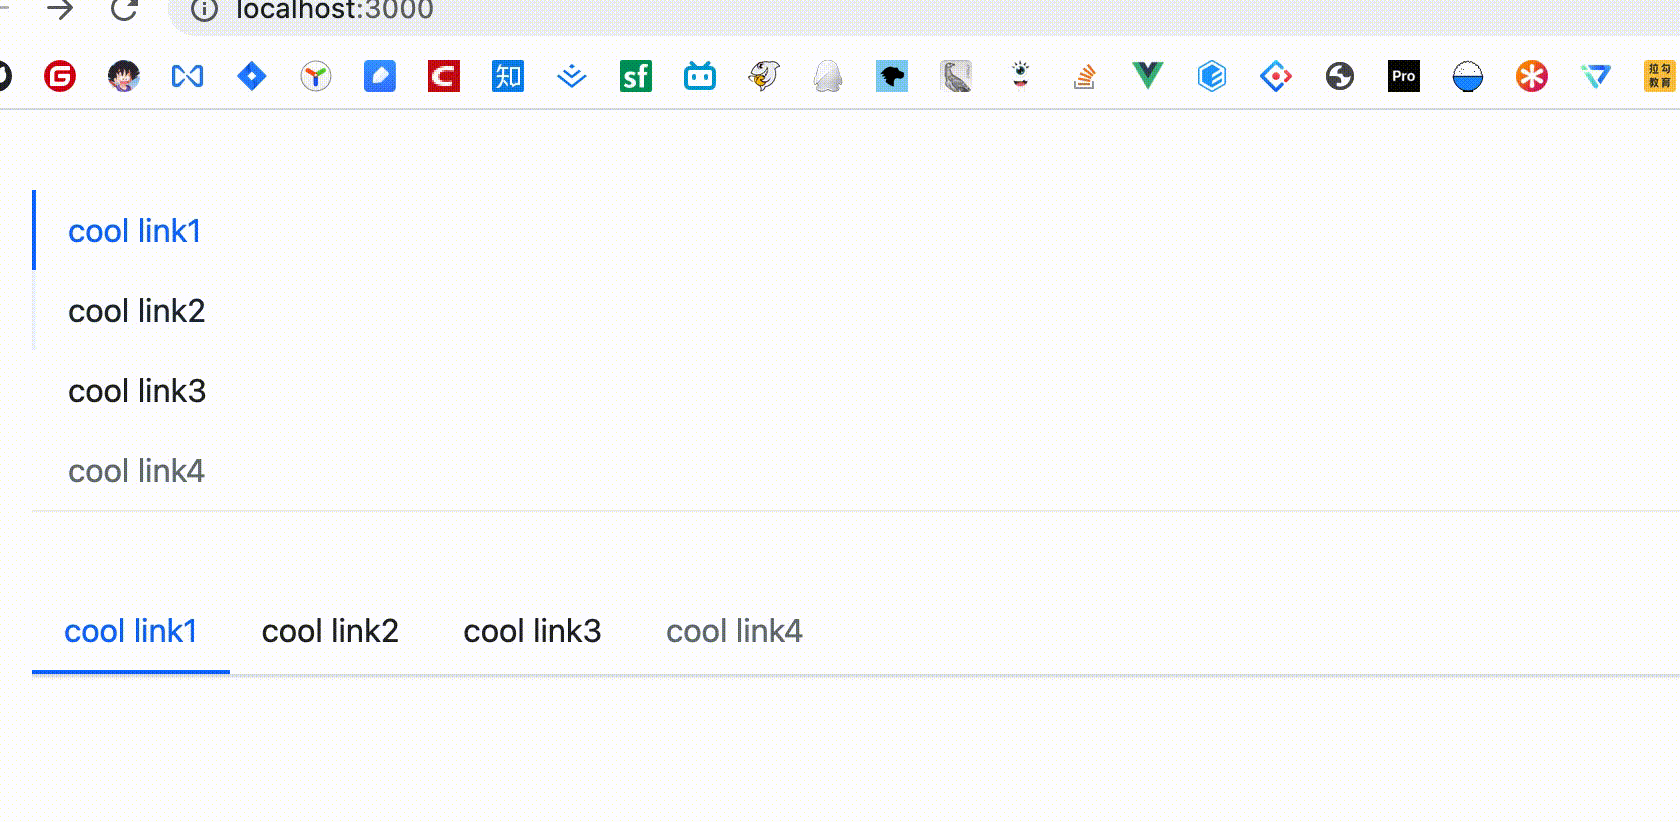 localhost:3000
知 sf Pro 拉勾
教育
cool link1
cool link2
cool link3
cool link4
cool link1 cool link2 cool link3 cool link4